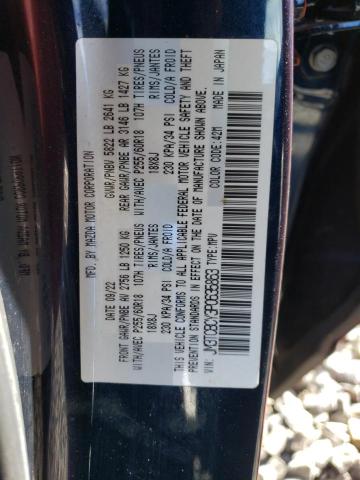 MFD. BY MAZDA MOTOR CORPORATION
DATE: 09/22 GVWR/PNBV 5822 LB 2641 KG
FRONT GAWR/PNBE AV 2756 LB 1250 KG REAR GAWR/PNBE AR 3146 LB 1427 KG
WITH/AVEC P255/60R18 107H TIRES/PNEUS WITH/AVEC P255/60R18 107H TIRES/PNEUS
18X8J RIMS/JANTES 18X8J RIMS/JANTES
230 KPA/34 PSI COLD/A FROID 230 KPA/34 PSI COLD/A FROID
THIS VEHICLE CONFORMS TO ALL APPLICABLE FEDERAL MOTOR VEHICLE SAFETY AND THEFT
PREVENTION STANDARDS IN EFFECT ON THE DATE OF MANUFACTURE SHOWN ABOVE.
VIN: TYPE:MPV COLOR CODE:42M MADE IN JAPAN